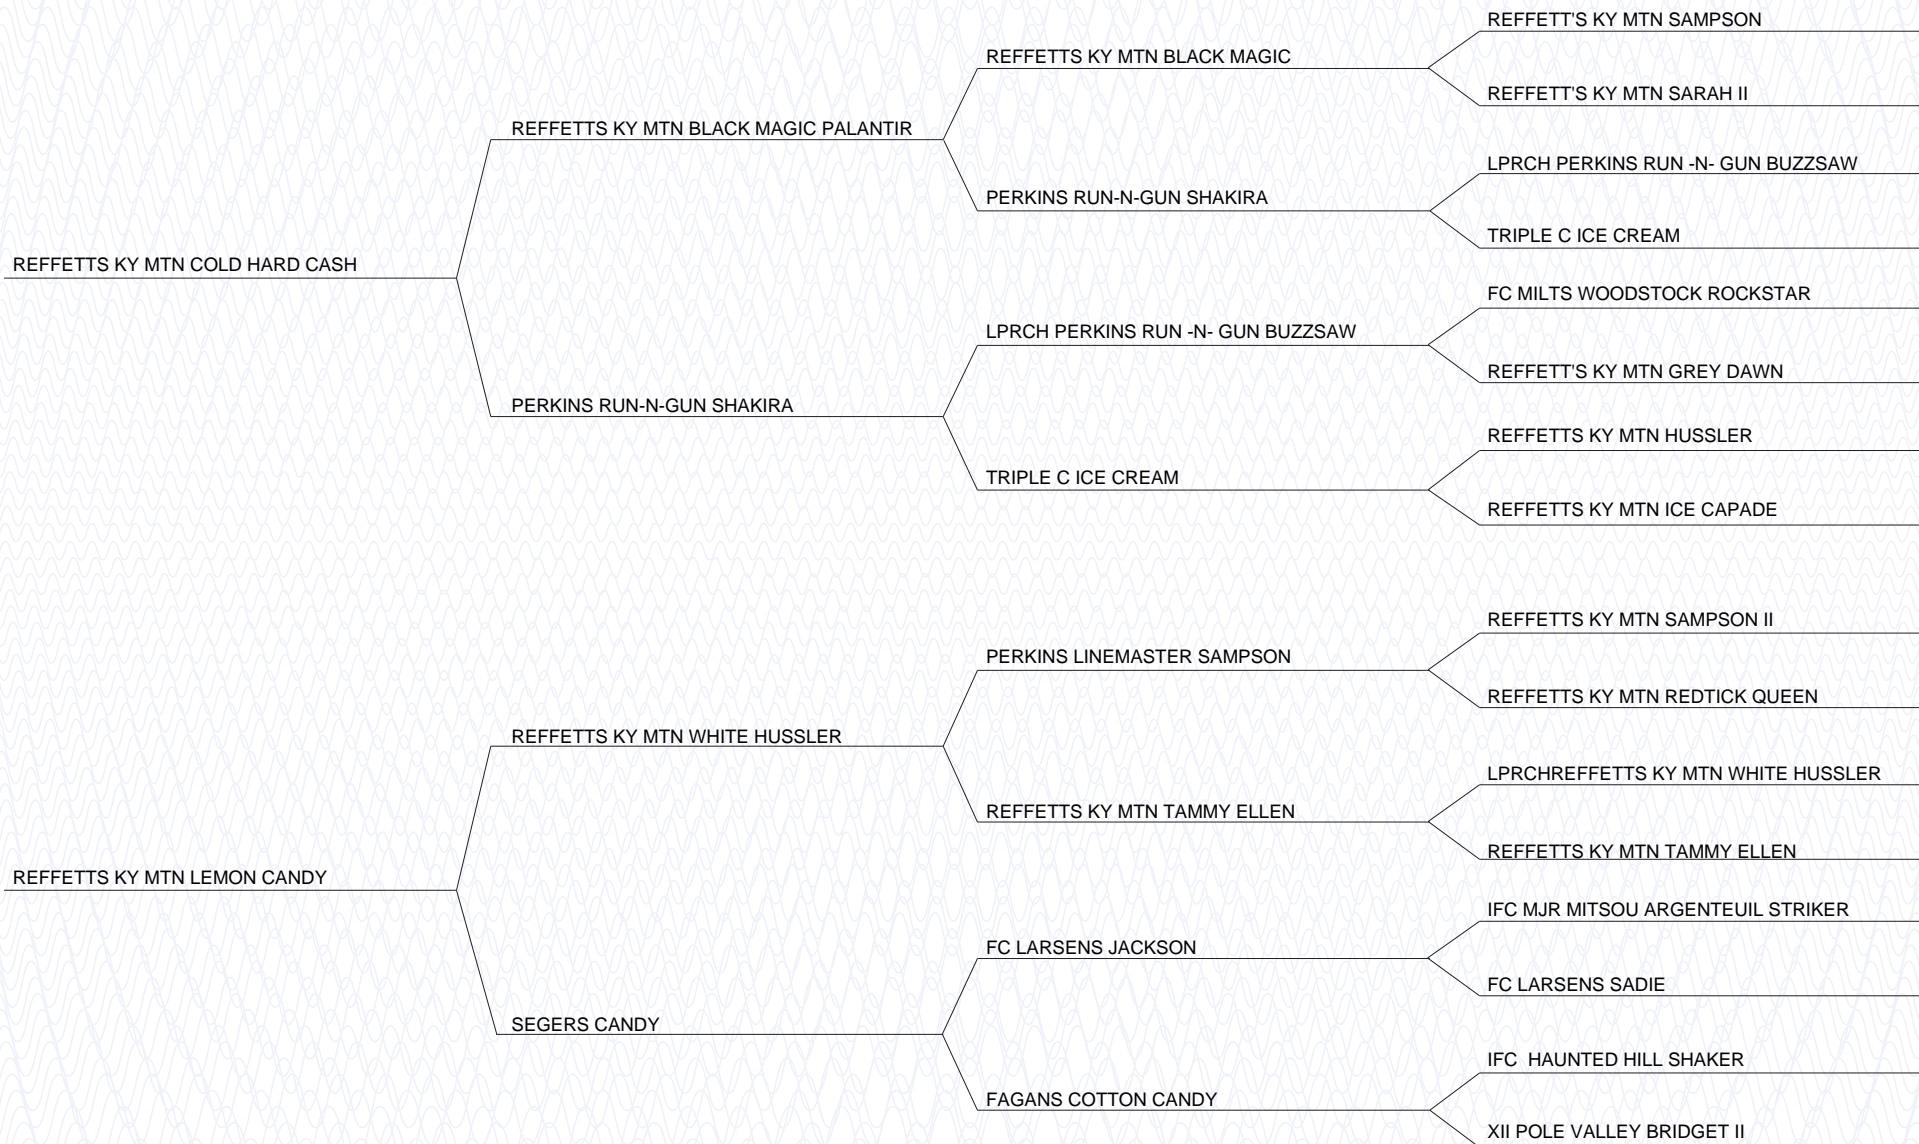 REFFETT'S KY MTN SAMPSON
REFFETTS KY MTN BLACK MAGIC
REFFETT'S KY MTN SARAH II
REFFETTS KY MTN BLACK MAGIC PALANTIR
LPRCH PERKINS RUN -N- GUN BUZZSAW
PERKINS RUN-N-GUN SHAKIRA
TRIPLE C ICE CREAM
REFFETTS KY MTN COLD HARD CASH
FC MILTS WOODSTOCK ROCKSTAR
LPRCH PERKINS RUN -N- GUN BUZZSAW
REFFETT'S KY MTN GREY DAWN
PERKINS RUN-N-GUN SHAKIRA
REFFETTS KY MTN HUSSLER
TRIPLE C ICE CREAM
REFFETTS KY MTN ICE CAPADE
REFFETTS KY MTN SAMPSON II
PERKINS LINEMASTER SAMPSON
REFFETTS KY MTN REDTICK QUEEN
REFFETTS KY MTN WHITE HUSSLER
LPRCHREFFETTS KY MTN WHITE HUSSLER
REFFETTS KY MTN TAMMY ELLEN
REFFETTS KY MTN TAMMY ELLEN
REFFETTS KY MTN LEMON CANDY
IFC MJR MITSOU ARGENTEUIL STRIKER
FC LARSENS JACKSON
FC LARSENS SADIE
SEGERS CANDY
IFC  HAUNTED HILL SHAKER
FAGANS COTTON CANDY
XII POLE VALLEY BRIDGET II